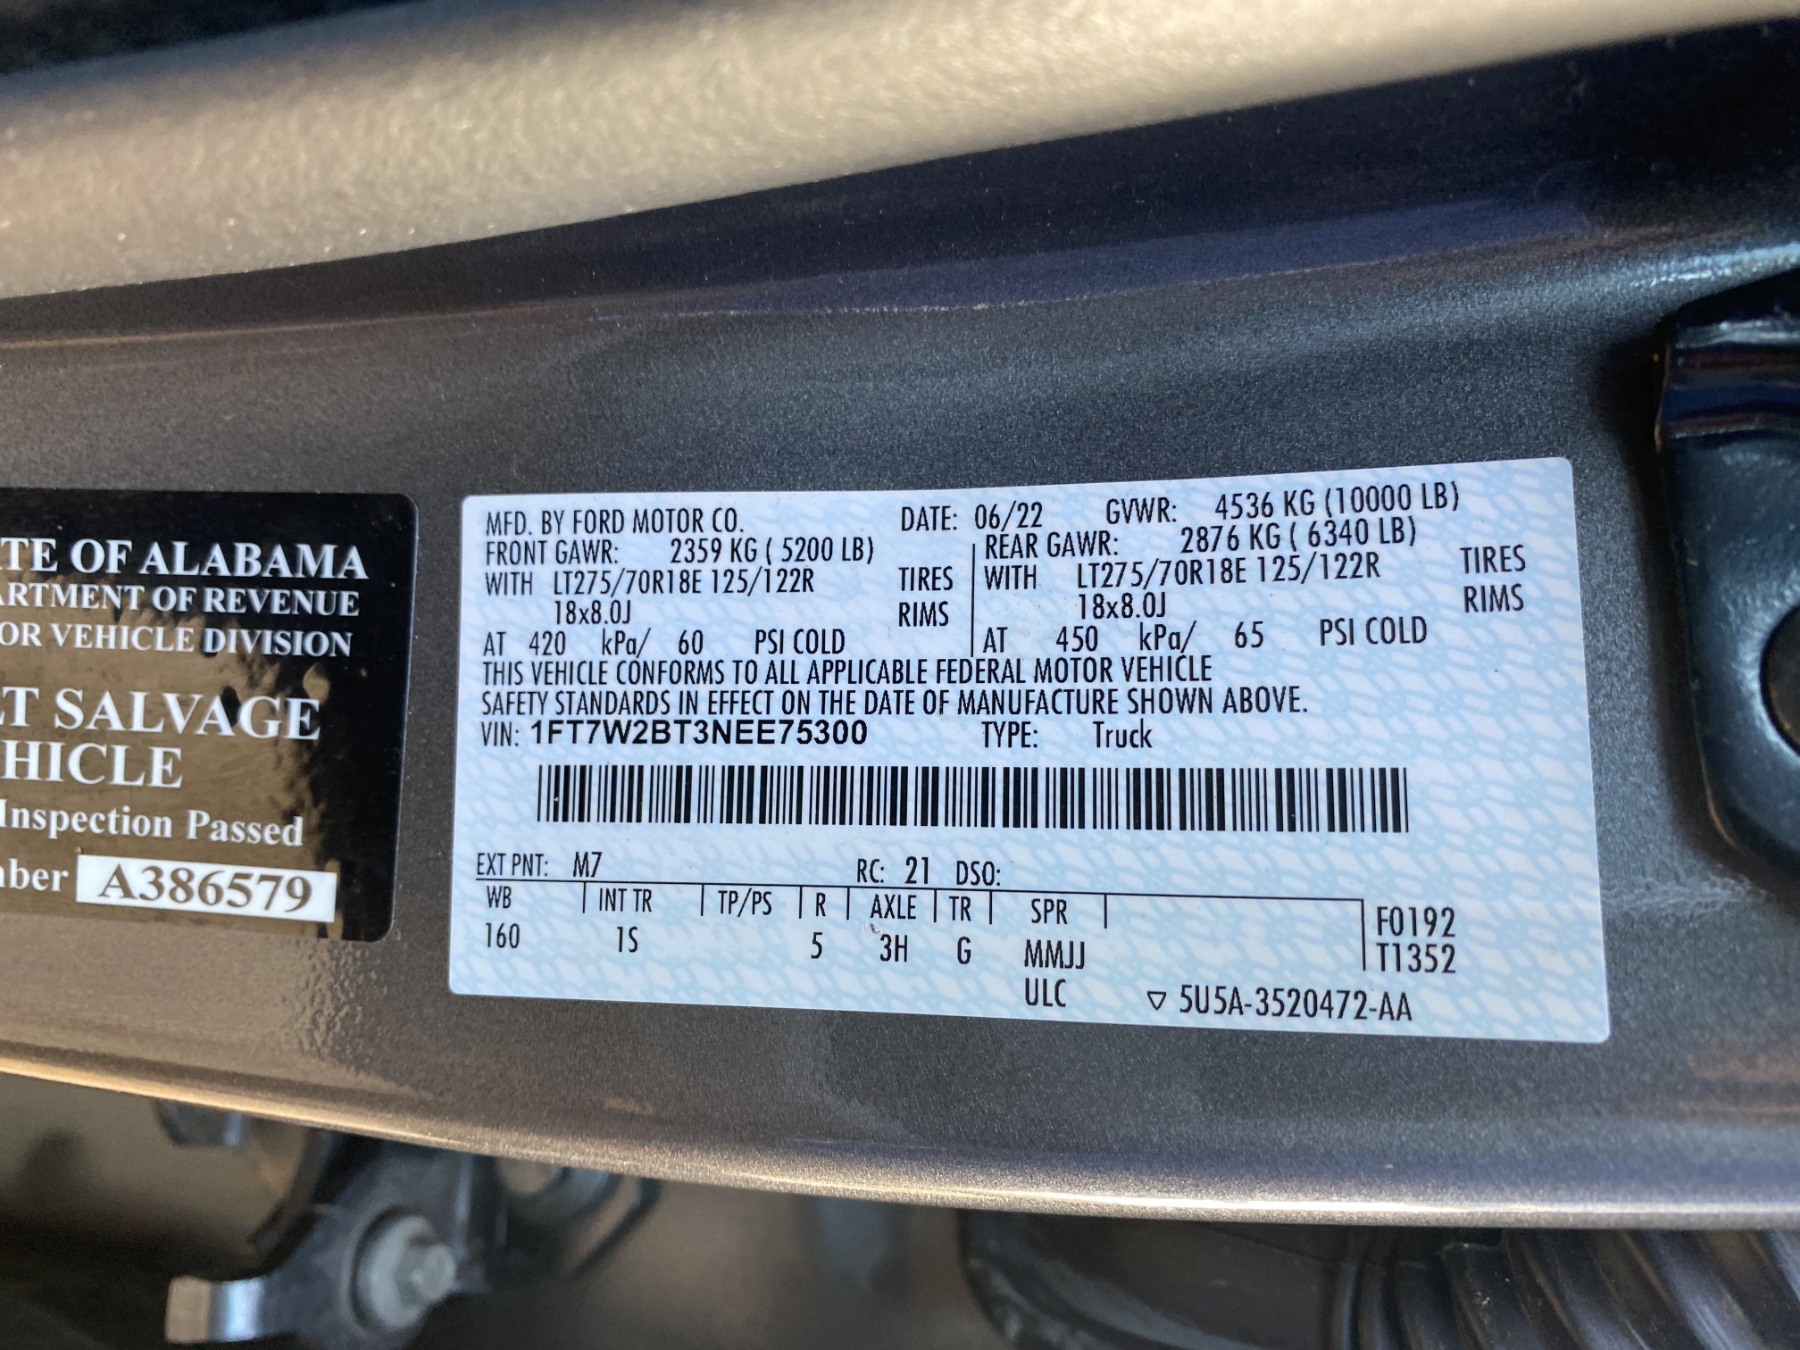 TE OF ALABAMA
ARTMENT OF REVENUE
OR VEHICLE DIVISION
LT SALVAGE
HICLE
Inspection Passed
ber A386579
MFD. BY FORD MOTOR CO. DATE: 06/22 GVWR: 4536 KG (10000 LB)
FRONT GAWR: 2359 KG ( 5200 LB) REAR GAWR: 2876 KG ( 6340 LB)
WITH LT275/70R18E 125/122R TIRES WITH LT275/70R18E 125/122R TIRES
18x8.0J RIMS 18x8.0J RIMS
AT 420 kPa/ 60 PSI COLD AT 450 kPa/ 65 PSI COLD
THIS VEHICLE CONFORMS TO ALL APPLICABLE FEDERAL MOTOR VEHICLE
SAFETY STANDARDS IN EFFECT ON THE DATE OF MANUFACTURE SHOWN ABOVE.
VIN: 1FT7W2BT3NEE75300 TYPE: Truck
EXT PNT: M7 RC: 21 DSO:
WB INT TR TP/PS R AXLE TR SPR F0192
160 1S 5 3H G MMJJ T1352
ULC ▽ 5U5A-3520472-AA